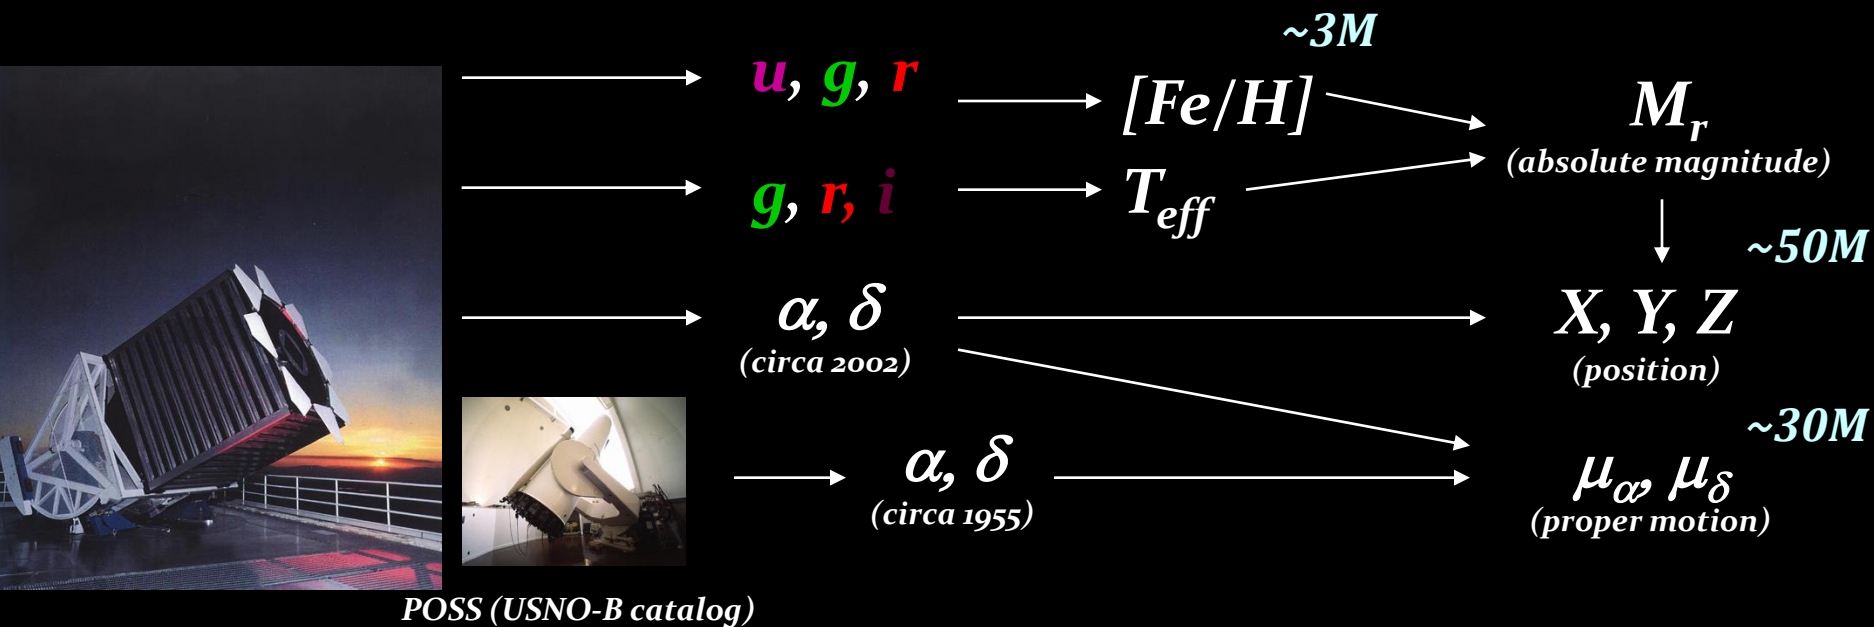 ~3M
u, g, r
[Fe/H]
M_r
(absolute magnitude)
g, r, i
T_eff
~50M
α, δ
(circa 2002)
X, Y, Z
(position)
~30M
α, δ
(circa 1955)
μ_α, μ_δ
(proper motion)
POSS (USNO-B catalog)